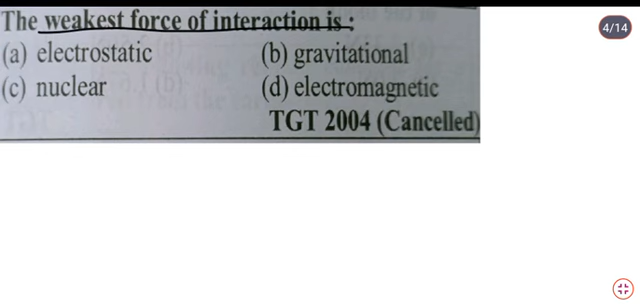 The weakest force of interaction is :
(a) electrostatic (b) gravitational
(c) nuclear (d) electromagnetic
TGT 2004 (Cancelled)
4/14